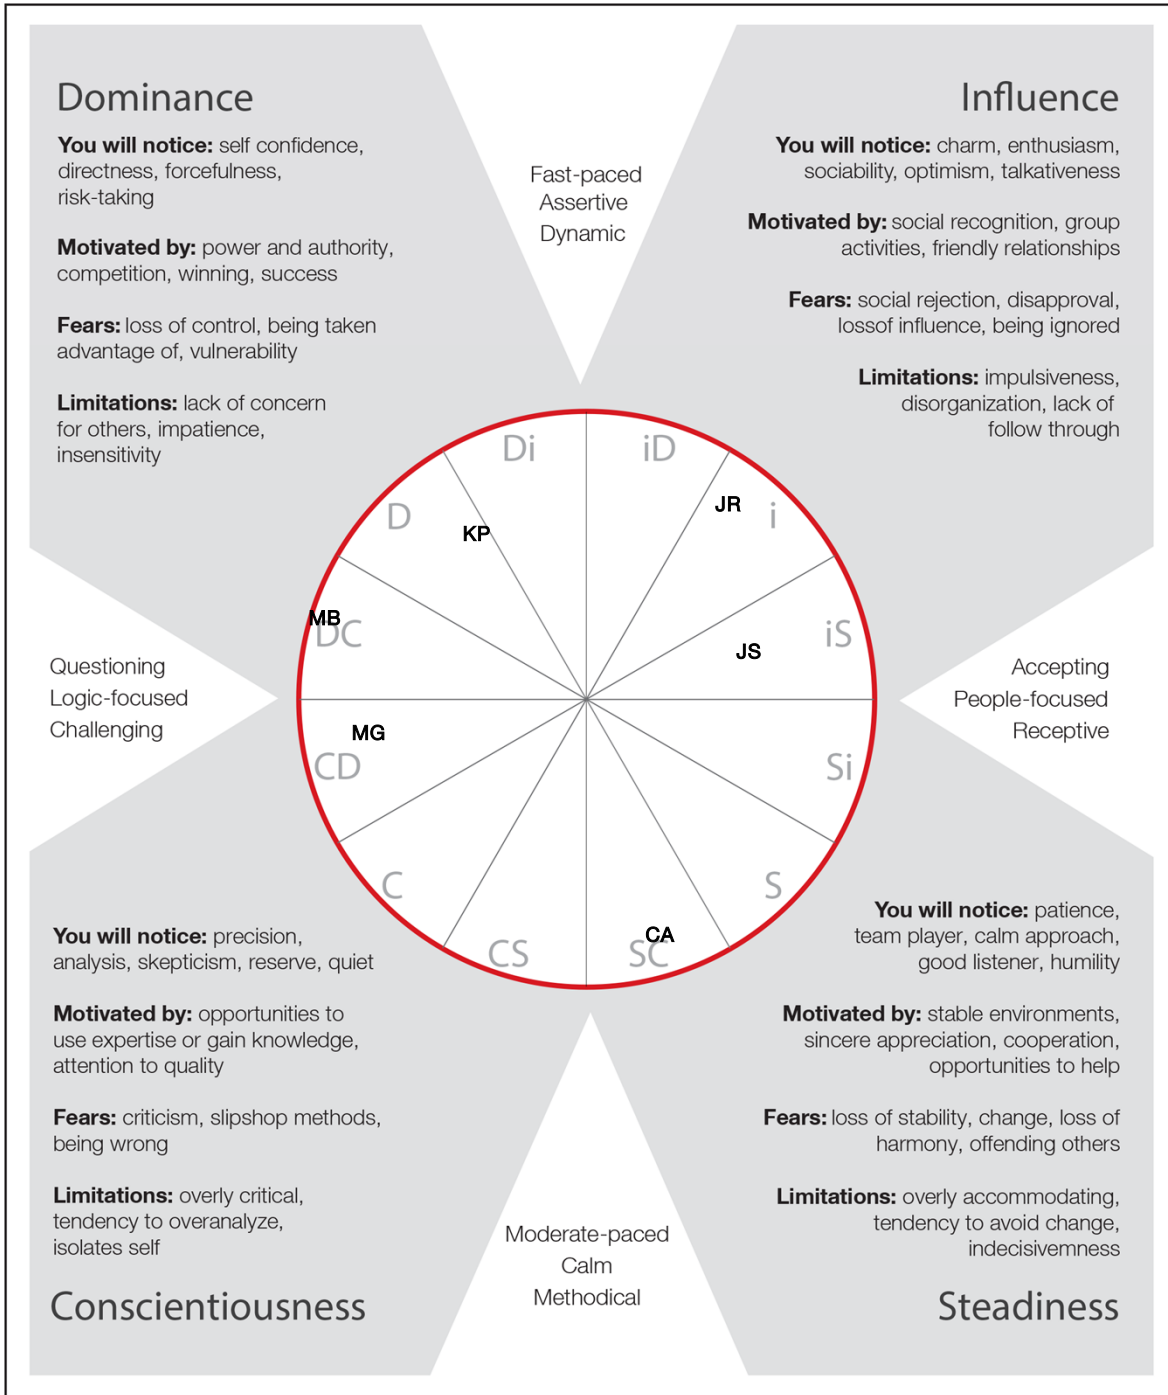 Dominance
You will notice: self confidence,
directness, forcefulness,
risk-taking
Motivated by: power and authority,
competition, winning, success
Fears: loss of control, being taken
advantage of, vulnerability
Limitations: lack of concern
for others, impatience,
insensitivity
Fast-paced
Assertive
Dynamic
Influence
You will notice: charm, enthusiasm,
sociability, optimism, talkativeness
Motivated by: social recognition, group
activities, friendly relationships
Fears: social rejection, disapproval,
lossof influence, being ignored
Limitations: impulsiveness,
disorganization, lack of
follow through
Di
iD
D
KP
JR
i
MB
DC
JS
iS
Questioning
Logic-focused
Challenging
Accepting
People-focused
Receptive
MG
CD
Si
C
S
CS
CA
SC
You will notice: precision,
analysis, skepticism, reserve, quiet
Motivated by: opportunities to
use expertise or gain knowledge,
attention to quality
Fears: criticism, slipshop methods,
being wrong
Limitations: overly critical,
tendency to overanalyze,
isolates self
Conscientiousness
Moderate-paced
Calm
Methodical
You will notice: patience,
team player, calm approach,
good listener, humility
Motivated by: stable environments,
sincere appreciation, cooperation,
opportunities to help
Fears: loss of stability, change, loss of
harmony, offending others
Limitations: overly accommodating,
tendency to avoid change,
indecisivemness
Steadiness